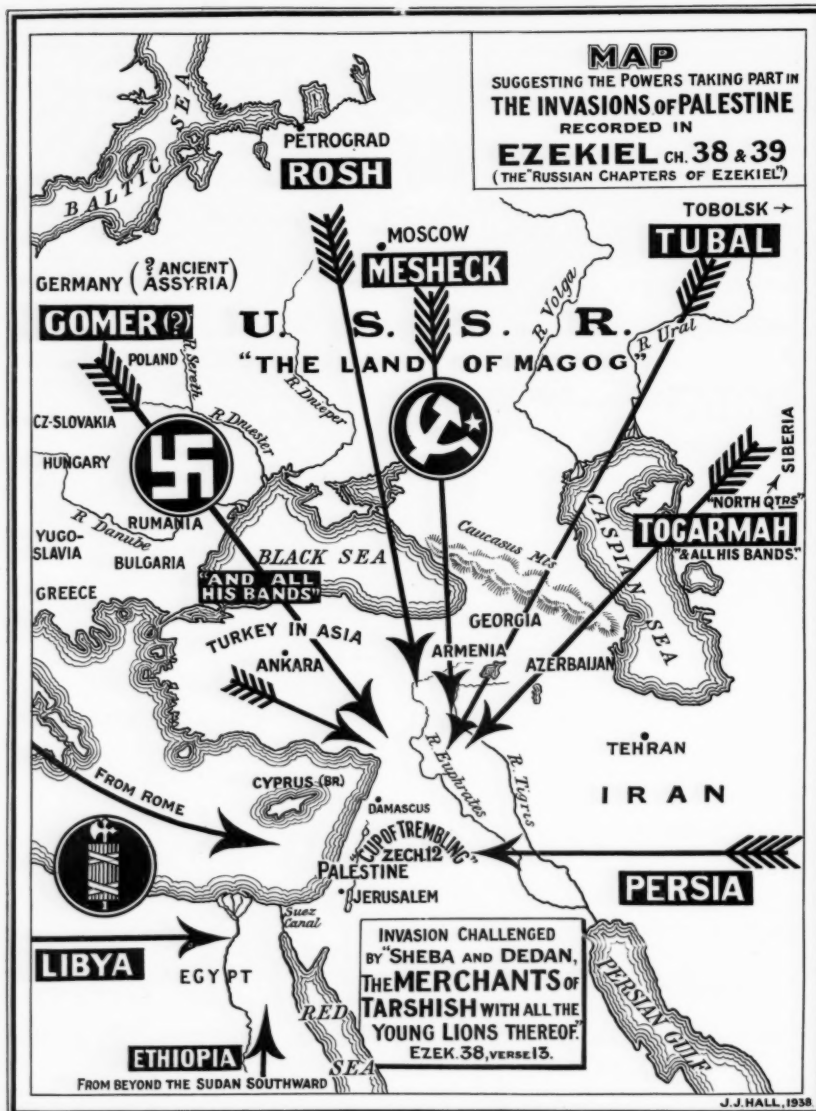 MAP
SUGGESTING THE POWERS TAKING PART IN
THE INVASIONS OF PALESTINE
RECORDED IN
EZEKIEL CH. 38 & 39
(THE "RUSSIAN CHAPTERS OF EZEKIEL")
BALTIC SEA
PETROGRAD
ROSH
MOSCOW
MESHECK
TOBOLSK →
TUBAL
GERMANY (? ANCIENT
ASSYRIA)
GOMER (?)
U. S. S. R.
"THE LAND OF MAGOG"
R. Volga
R. Ural
POLAND
R. Sereth
R. Dnieper
R. Dniester
CZ-SLOVAKIA
HUNGARY
RUMANIA
R. Danube
YUGO-
SLAVIA
BULGARIA
GREECE
BLACK SEA
"AND ALL
HIS BANDS"
Caucasus Mts
CASPIAN SEA
SIBERIA
"NORTH QTRS"
TOGARMAH
"& ALL HIS BANDS."
GEORGIA
ARMENIA
AZERBAIJAN
TURKEY IN ASIA
ANKARA
TEHRAN
IRAN
R. Euphrates
R. Tigris
FROM ROME
CYPRUS (BR.)
DAMASCUS
"CUP OF TREMBLING"
ZECH. 12
PALESTINE
JERUSALEM
PERSIA
Suez
Canal
LIBYA
EGYPT
RED
SEA
PERSIAN GULF
INVASION CHALLENGED
BY "SHEBA AND DEDAN,
THE MERCHANTS OF
TARSHISH WITH ALL THE
YOUNG LIONS THEREOF."
EZEK. 38, VERSE 13.
ETHIOPIA
FROM BEYOND THE SUDAN SOUTHWARD
J. J. HALL, 1938.